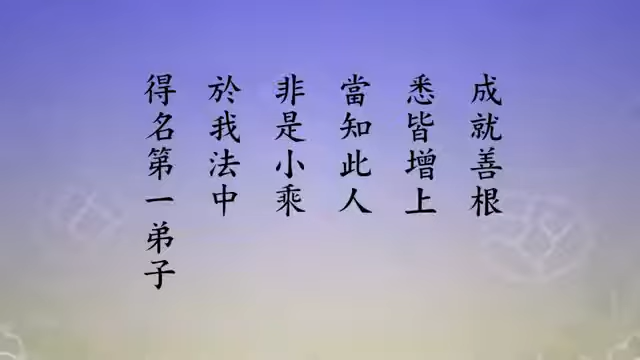 成就善根
悉皆增上
當知此人
非是小乘
於我法中
得名第一弟子